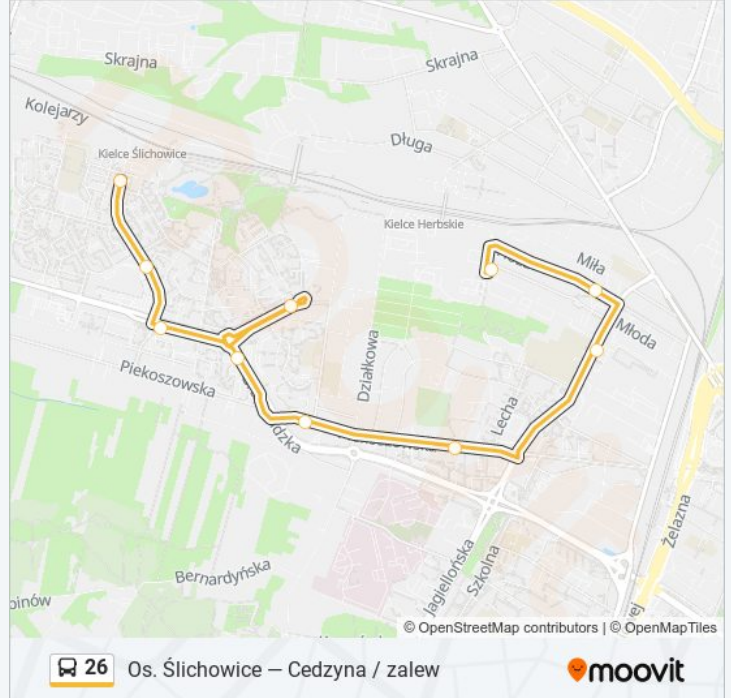 Skrajna
Skrajna
Kolejarzy
Długa
Kielce Ślichowice
Kielce Herbskie
Miła
Młoda
Działkowa
Piekoszowska
Lecha
Żelazna
Bernardyńska
Jagiellońska
Szkolna
© OpenStreetMap contributors | © OpenMapTiles
26 Os. Ślichowice — Cedzyna / zalew
moovit